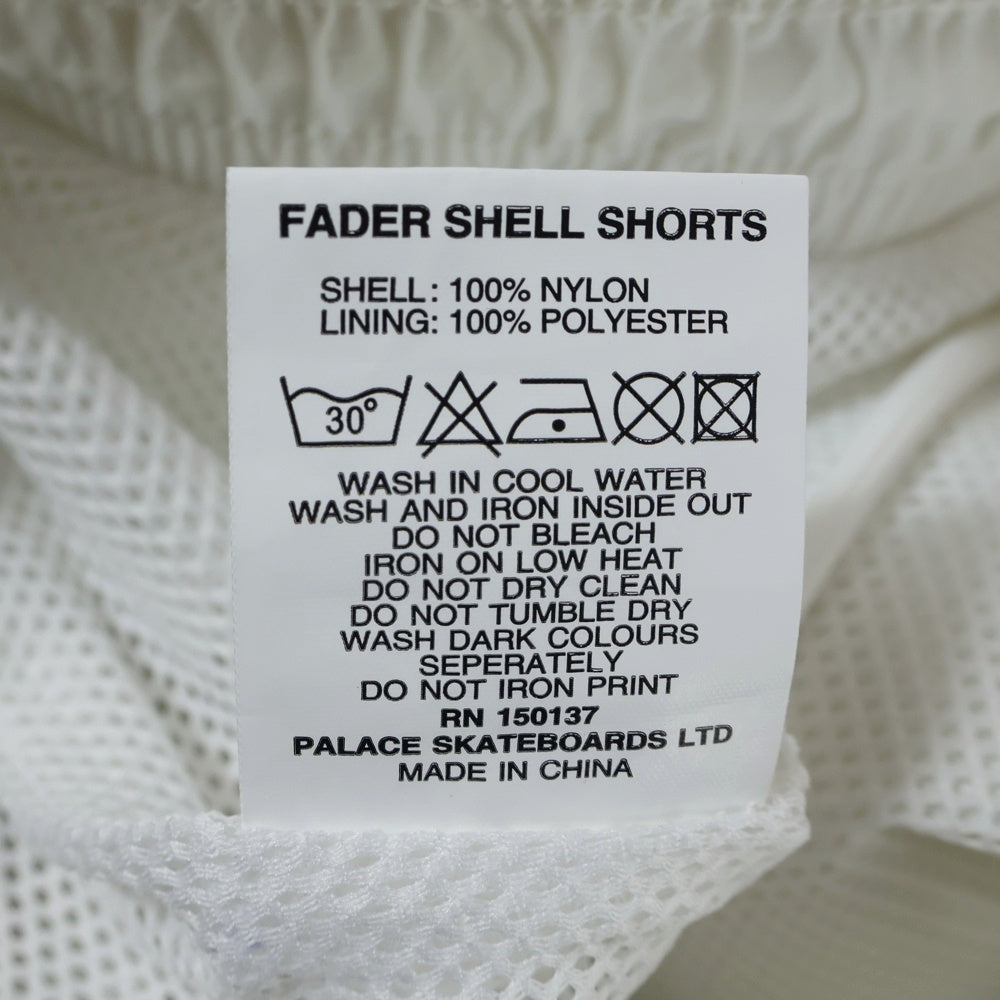 FADER SHELL SHORTS
SHELL: 100% NYLON
LINING: 100% POLYESTER
30°
WASH IN COOL WATER
WASH AND IRON INSIDE OUT
DO NOT BLEACH
IRON ON LOW HEAT
DO NOT DRY CLEAN
DO NOT TUMBLE DRY
WASH DARK COLOURS
SEPERATELY
DO NOT IRON PRINT
RN 150137
PALACE SKATEBOARDS LTD
MADE IN CHINA